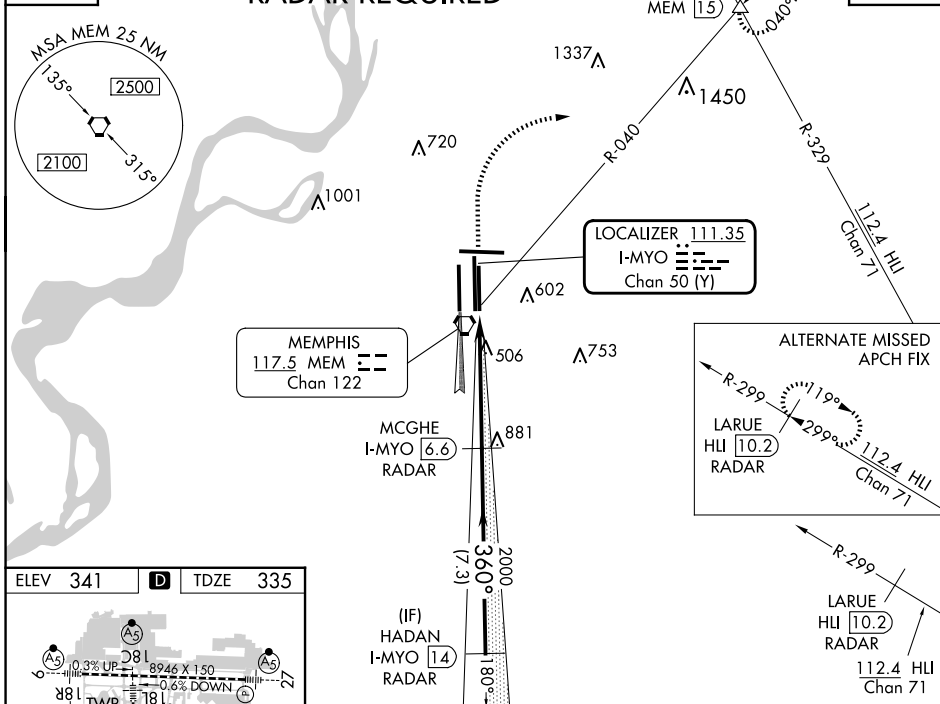 RADAR REQUIRED
MEM 15
040°
MSA MEM 25 NM
135°
2500
2100
315°
1337
1450
720
1001
R-040
R-329
112.4 HLI
Chan 71
LOCALIZER 111.35
I-MYO
Chan 50 (Y)
602
MEMPHIS
117.5 MEM
Chan 122
506
753
ALTERNATE MISSED
APCH FIX
R-299
119°
LARUE
HLI 10.2
RADAR
299°
112.4 HLI
Chan 71
MCGHE
I-MYO 6.6
RADAR
881
360°
2000
(7.3)
(IF)
HADAN
I-MYO 14
RADAR
180°
R-299
LARUE
HLI 10.2
RADAR
112.4 HLI
Chan 71
ELEV 341 D TDZE 335
A5
A5
A5
9
0.3% UP
18C
8946 X 150
0.6% DOWN
27
P
18R
TWR
18L